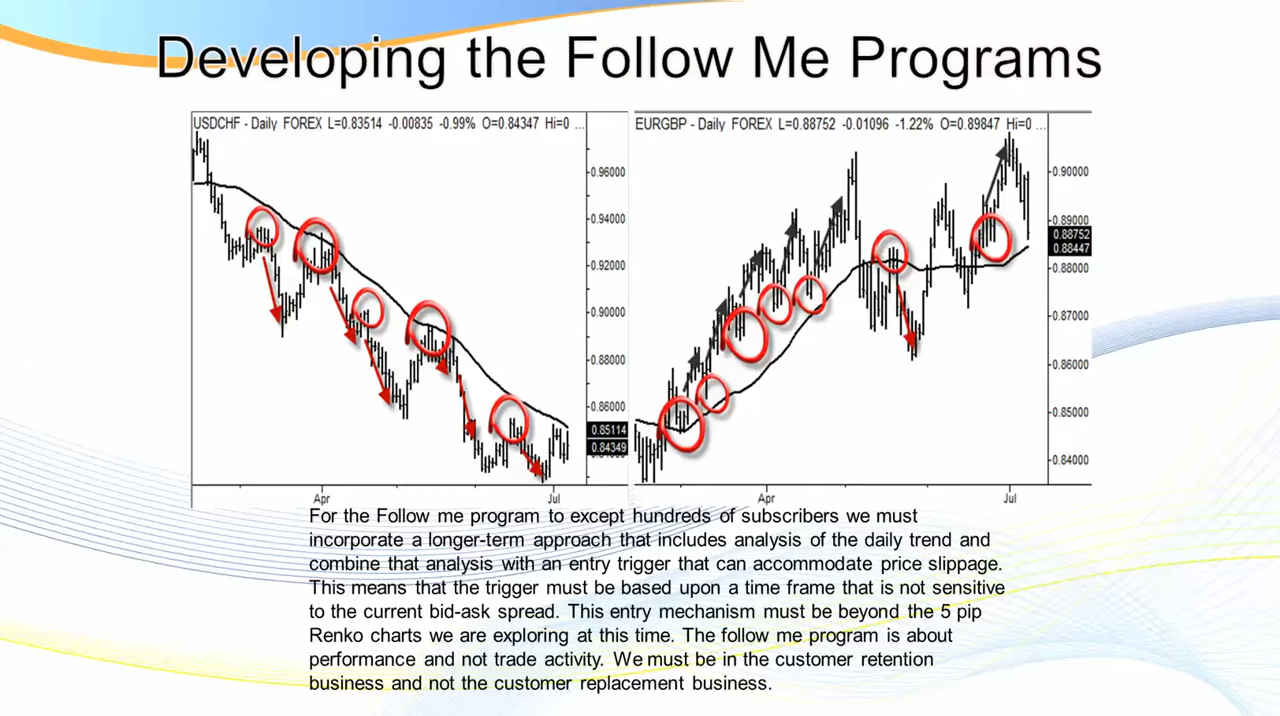 Developing the Follow Me Programs
USDCHF - Daily FOREX L=0.83514 -0.00835 -0.99% O=0.84347 Hi=0 ...
0.96000
0.94000
0.92000
0.90000
0.88000
0.86000
0.85114
0.84349
Apr
Jul
EURGBP - Daily FOREX L=0.88752 -0.01096 -1.22% O=0.89847 Hi=0 ...
0.90000
0.89000
0.88752
0.88447
0.88000
0.87000
0.86000
0.85000
0.84000
Apr
Jul
For the Follow me program to except hundreds of subscribers we must
incorporate a longer-term approach that includes analysis of the daily trend and
combine that analysis with an entry trigger that can accommodate price slippage.
This means that the trigger must be based upon a time frame that is not sensitive
to the current bid-ask spread. This entry mechanism must be beyond the 5 pip
Renko charts we are exploring at this time. The follow me program is about
performance and not trade activity. We must be in the customer retention
business and not the customer replacement business.